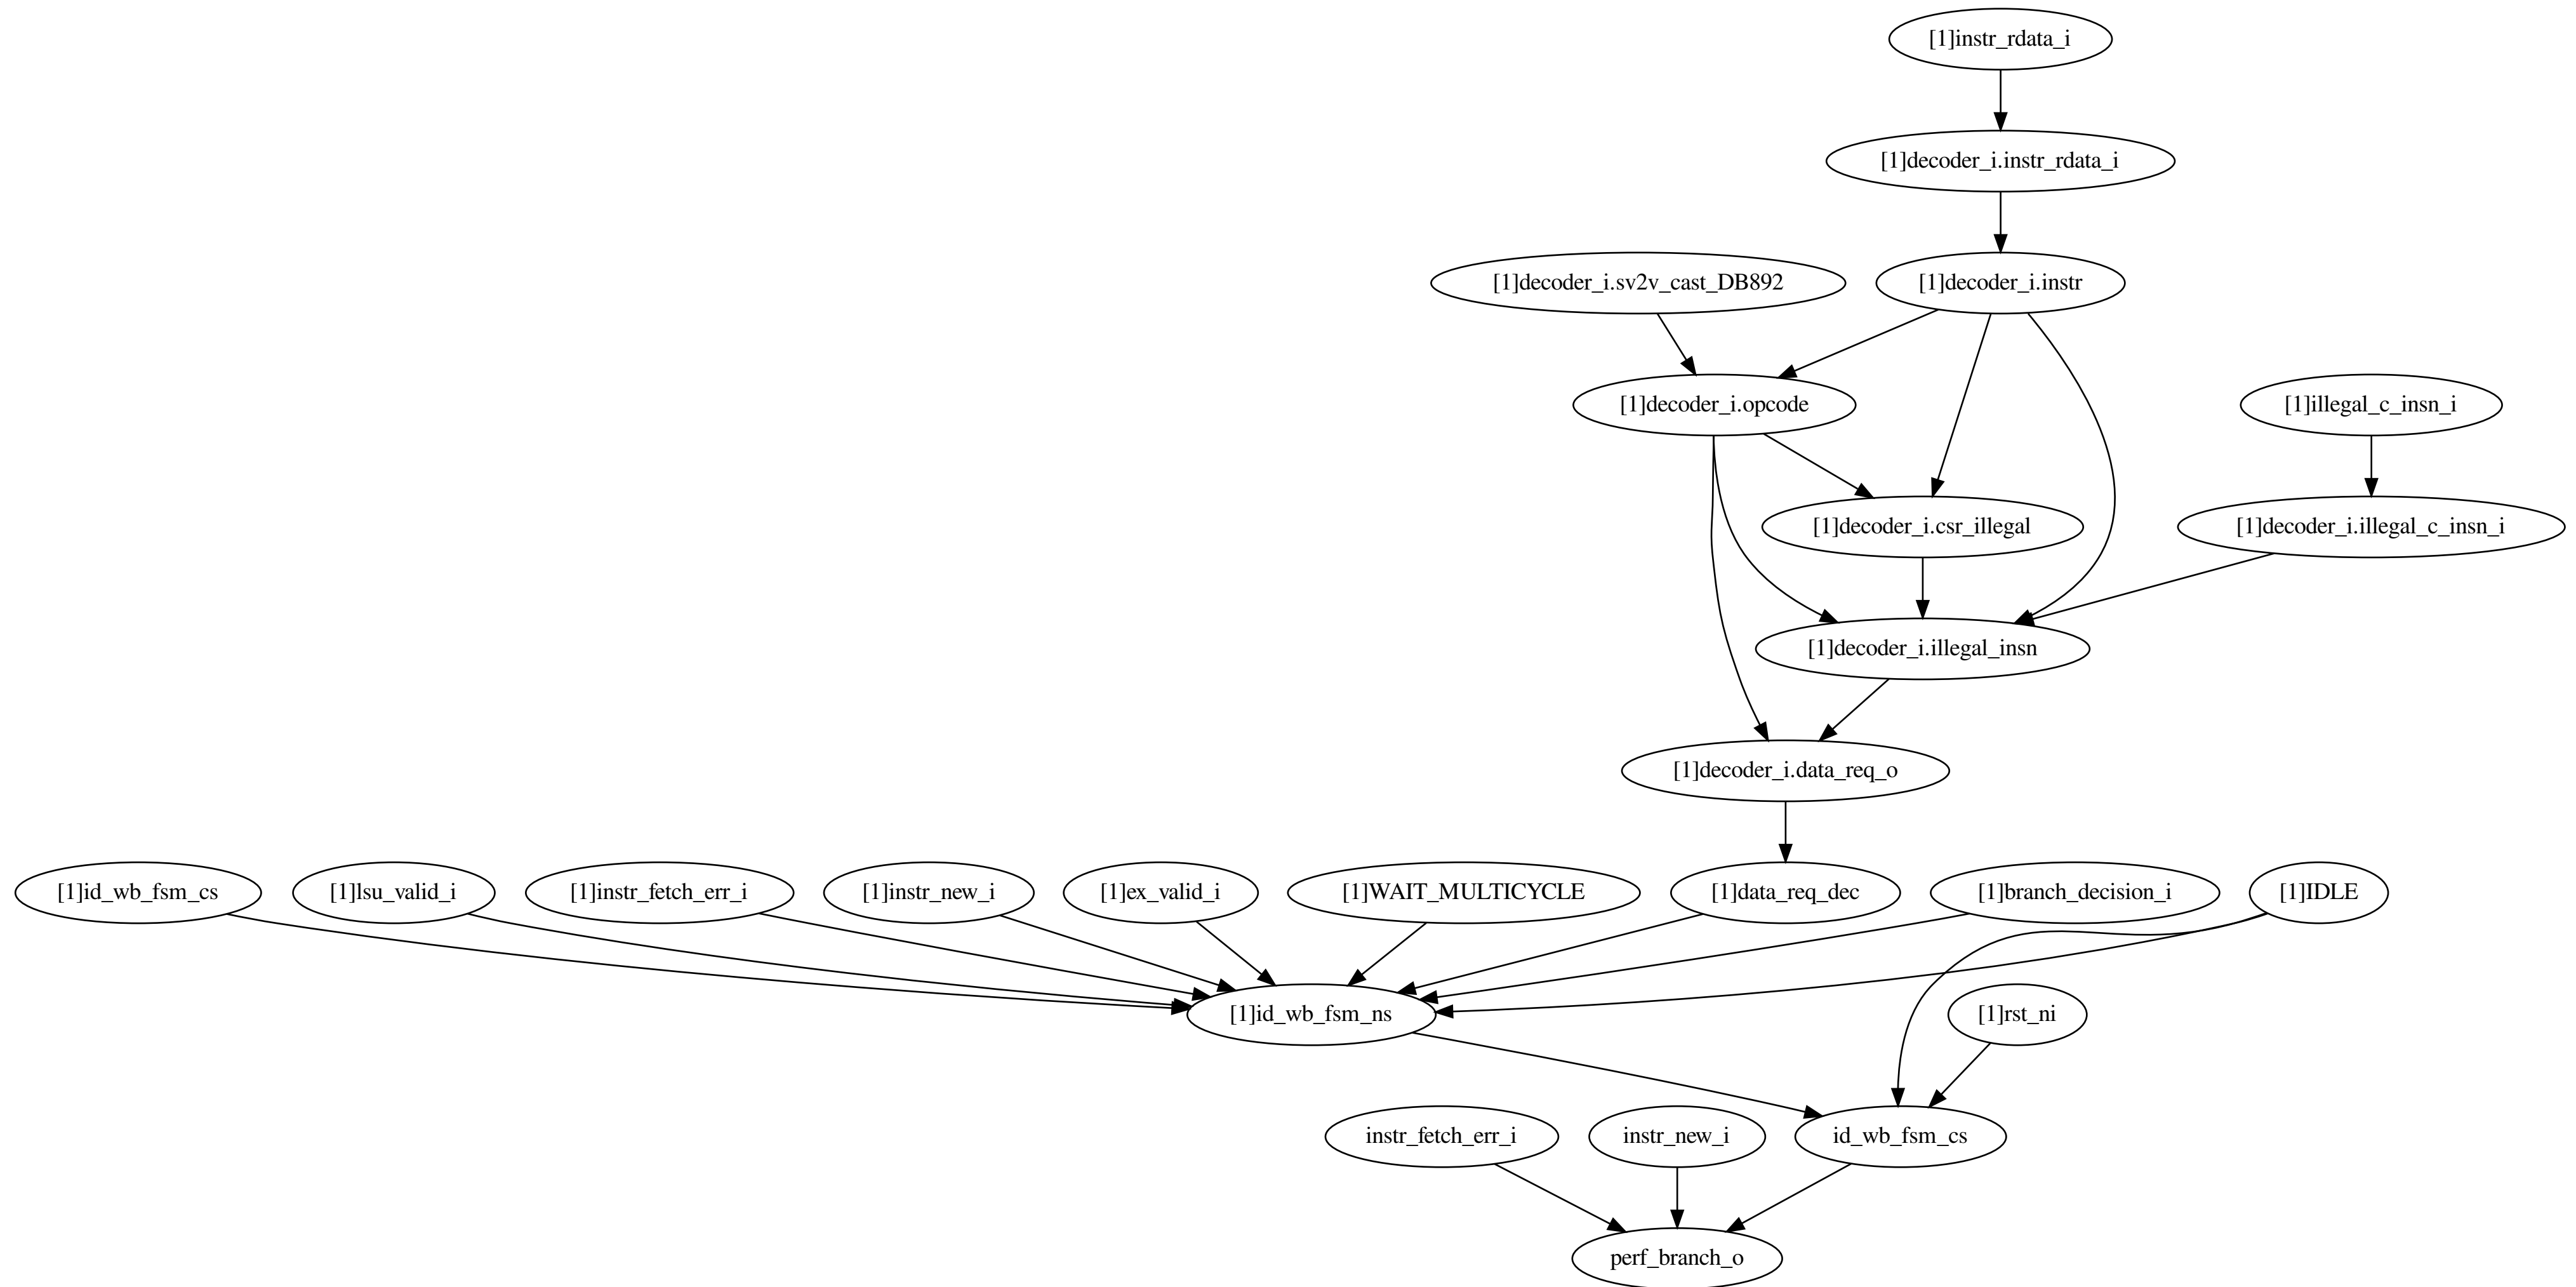 [1]instr_rdata_i
[1]decoder_i.instr_rdata_i
[1]decoder_i.sv2v_cast_DB892
[1]decoder_i.instr
[1]decoder_i.opcode
[1]illegal_c_insn_i
[1]decoder_i.csr_illegal
[1]decoder_i.illegal_c_insn_i
[1]decoder_i.illegal_insn
[1]decoder_i.data_req_o
[1]id_wb_fsm_cs
[1]lsu_valid_i
[1]instr_fetch_err_i
[1]instr_new_i
[1]ex_valid_i
[1]WAIT_MULTICYCLE
[1]data_req_dec
[1]branch_decision_i
[1]IDLE
[1]id_wb_fsm_ns
[1]rst_ni
instr_fetch_err_i
instr_new_i
id_wb_fsm_cs
perf_branch_o